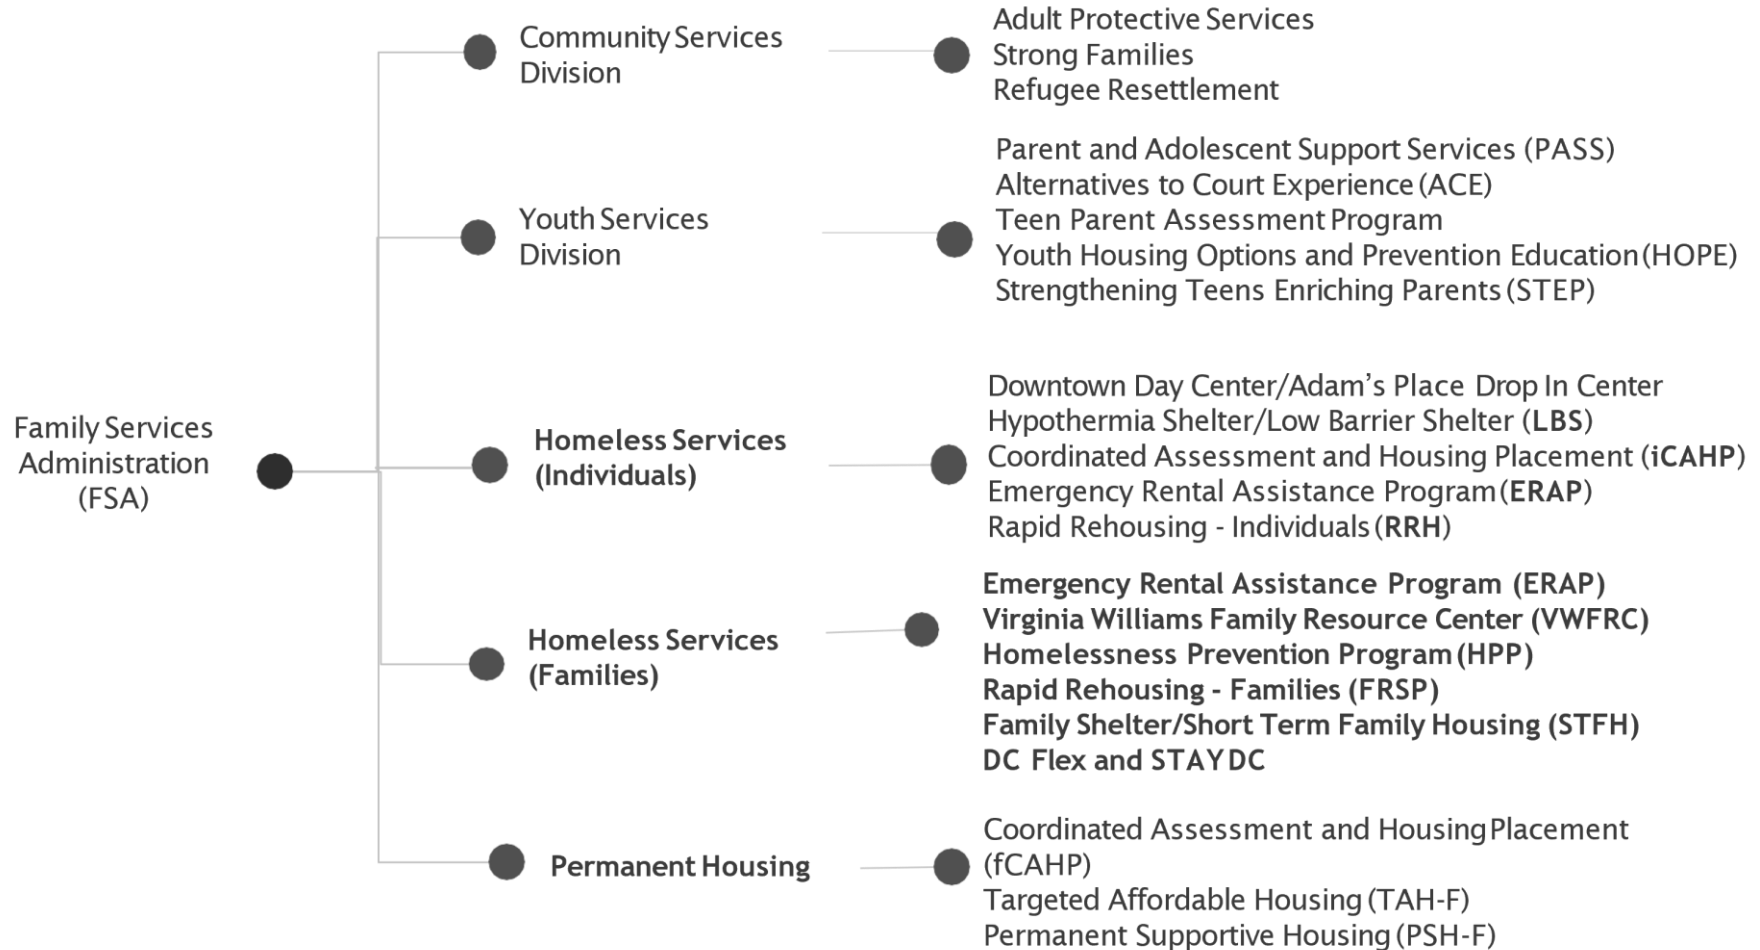 Family Services
Administration
(FSA)
Community Services
Division
Adult Protective Services
Strong Families
Refugee Resettlement
Youth Services
Division
Parent and Adolescent Support Services (PASS)
Alternatives to Court Experience (ACE)
Teen Parent Assessment Program
Youth Housing Options and Prevention Education (HOPE)
Strengthening Teens Enriching Parents (STEP)
Homeless Services
(Individuals)
Downtown Day Center/Adam’s Place Drop In Center
Hypothermia Shelter/Low Barrier Shelter (LBS)
Coordinated Assessment and Housing Placement (iCAHP)
Emergency Rental Assistance Program (ERAP)
Rapid Rehousing - Individuals (RRH)
Homeless Services
(Families)
Emergency Rental Assistance Program (ERAP)
Virginia Williams Family Resource Center (VWFRC)
Homelessness Prevention Program (HPP)
Rapid Rehousing - Families (FRSP)
Family Shelter/Short Term Family Housing (STFH)
DC Flex and STAY DC
Permanent Housing
Coordinated Assessment and Housing Placement
(fCAHP)
Targeted Affordable Housing (TAH-F)
Permanent Supportive Housing (PSH-F)